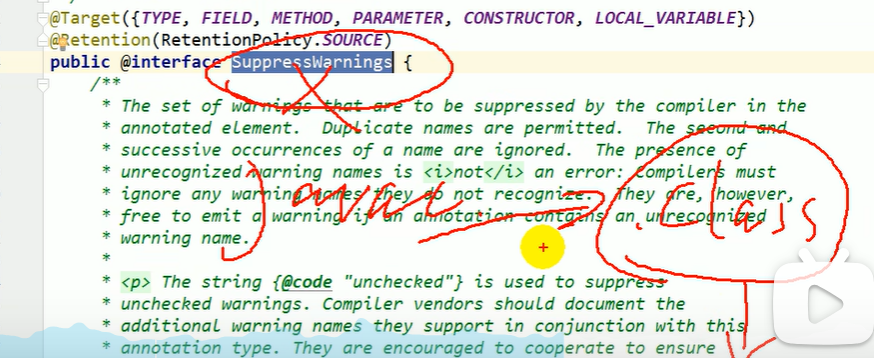 @Target({TYPE, FIELD, METHOD, PARAMETER, CONSTRUCTOR, LOCAL_VARIABLE})
@Retention(RetentionPolicy.SOURCE)
public @interface SuppressWarnings {
/**
* The set of warnings that are to be suppressed by the compiler in the
* annotated element.  Duplicate names are permitted.  The second and
* successive occurrences of a name are ignored.  The presence of
* unrecognized warning names is <i>not</i> an error: Compilers must
* ignore any warning names they do not recognize.  They are, however,
* free to emit a warning if an annotation contains an unrecognized
* warning name.
javac
.class
*
* <p> The string {@code "unchecked"} is used to suppress
* unchecked warnings. Compiler vendors should document the
* additional warning names they support in conjunction with this
* annotation type. They are encouraged to cooperate to ensure